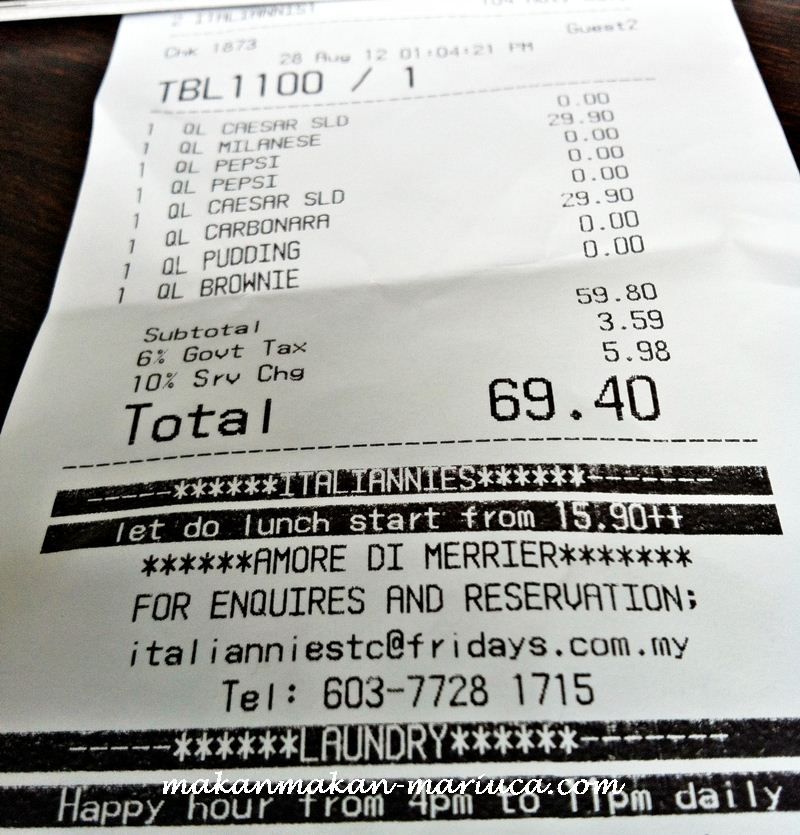 2 ITALIANNIS1
Chk 1873 Guest2
28 Aug 12 01:04:21 PM
TBL1100 / 1
1 QL CAESAR SLD 0.00
1 QL MILANESE 29.90
1 QL PEPSI 0.00
1 QL PEPSI 0.00
1 QL CAESAR SLD 0.00
1 QL CARBONARA 29.90
1 QL PUDDING 0.00
1 QL BROWNIE 0.00
Subtotal 59.80
6% Govt Tax 3.59
10% Srv Chg 5.98
Total 69.40
-----******ITALIANNIES******-------
let do lunch start from 15.90++
******AMORE DI MERRIER*******
FOR ENQUIRES AND RESERVATION;
italianniestc@fridays.com.my
Tel: 603-7728 1715
-----******LAUNDRY******-------
makanmakan-mariuca.com
Happy hour from 4pm to 11pm daily